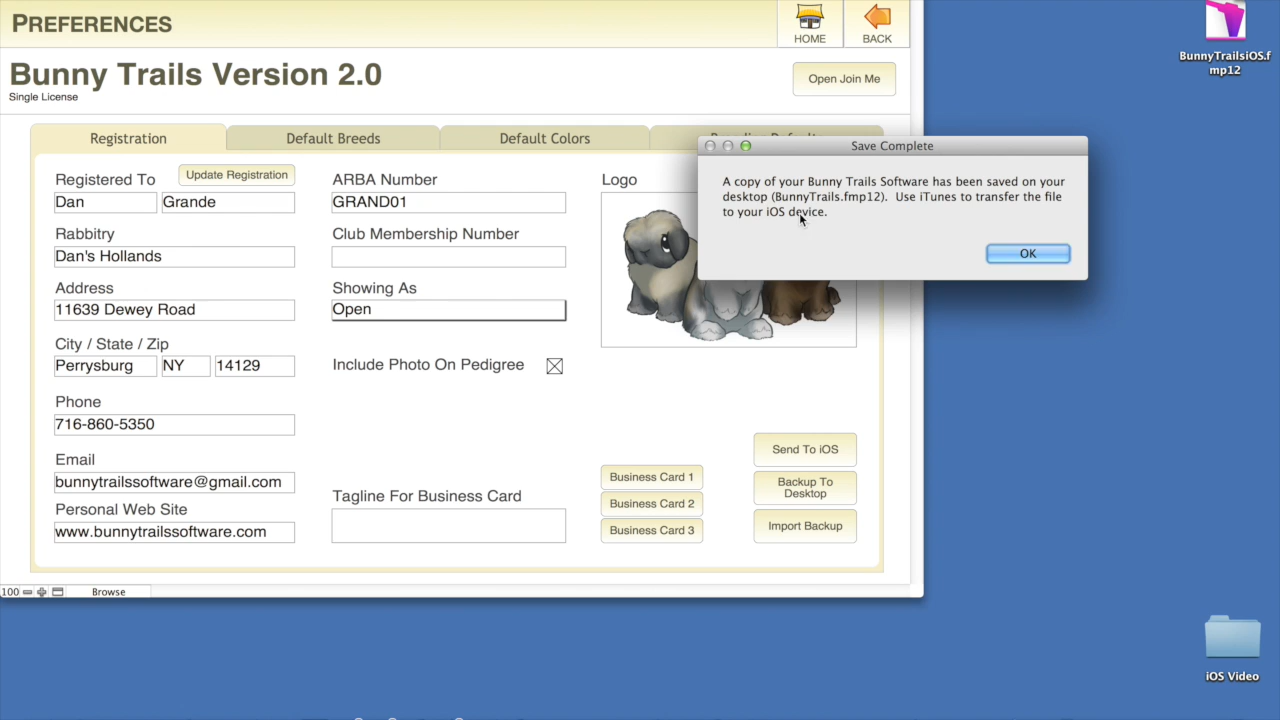 PREFERENCES
HOME
BACK
Bunny Trails Version 2.0
Single License
Open Join Me
Registration
Default Breeds
Default Colors
Registered To
Update Registration
Dan
Grande
Rabbitry
Dan's Hollands
Address
11639 Dewey Road
City / State / Zip
Perrysburg
NY
14129
Phone
716-860-5350
Email
bunnytrailssoftware@gmail.com
Personal Web Site
www.bunnytrailssoftware.com
ARBA Number
GRAND01
Club Membership Number
Showing As
Open
Include Photo On Pedigree
Tagline For Business Card
Logo
Business Card 1
Business Card 2
Business Card 3
Send To iOS
Backup To
Desktop
Import Backup
Save Complete
A copy of your Bunny Trails Software has been saved on your
desktop (BunnyTrails.fmp12). Use iTunes to transfer the file
to your iOS device.
OK
100
Browse
BunnyTrailsiOS.f
mp12
iOS Video